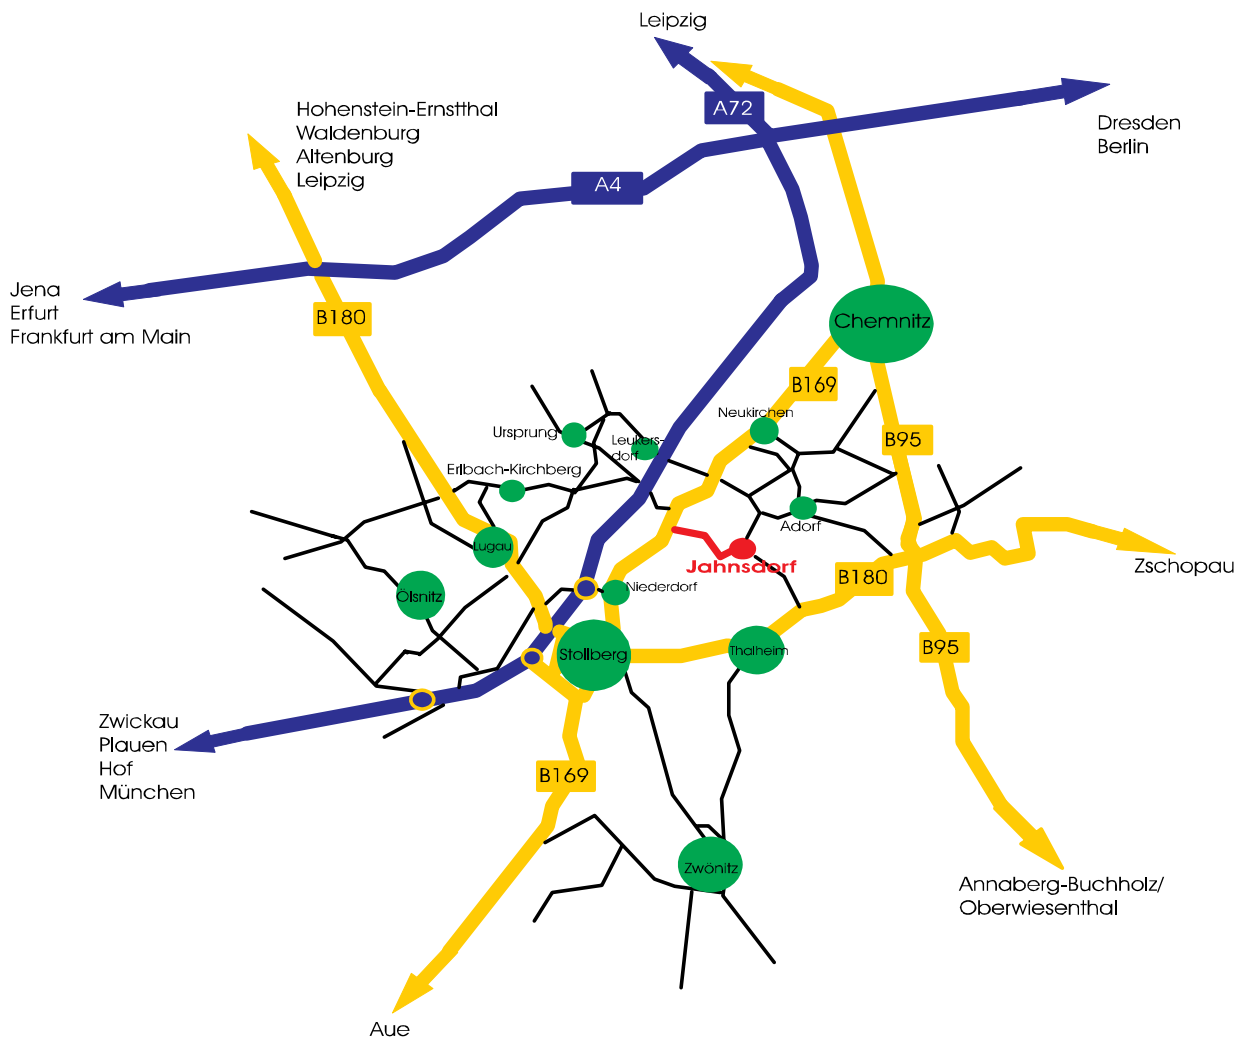 Leipzig
A72
Dresden
Berlin
Hohenstein-Ernstthal
Waldenburg
Altenburg
Leipzig
A4
Jena
Erfurt
Frankfurt am Main
B180
Chemnitz
B169
Neukirchen
B95
Ursprung
Leukers-
dorf
Erlbach-Kirchberg
Adorf
Lugau
Jahnsdorf
Zschopau
B180
Niederdorf
Ölsnitz
Stollberg
Thalheim
B95
Zwickau
Plauen
Hof
München
B169
Zwönitz
Annaberg-Buchholz/
Oberwiesenthal
Aue